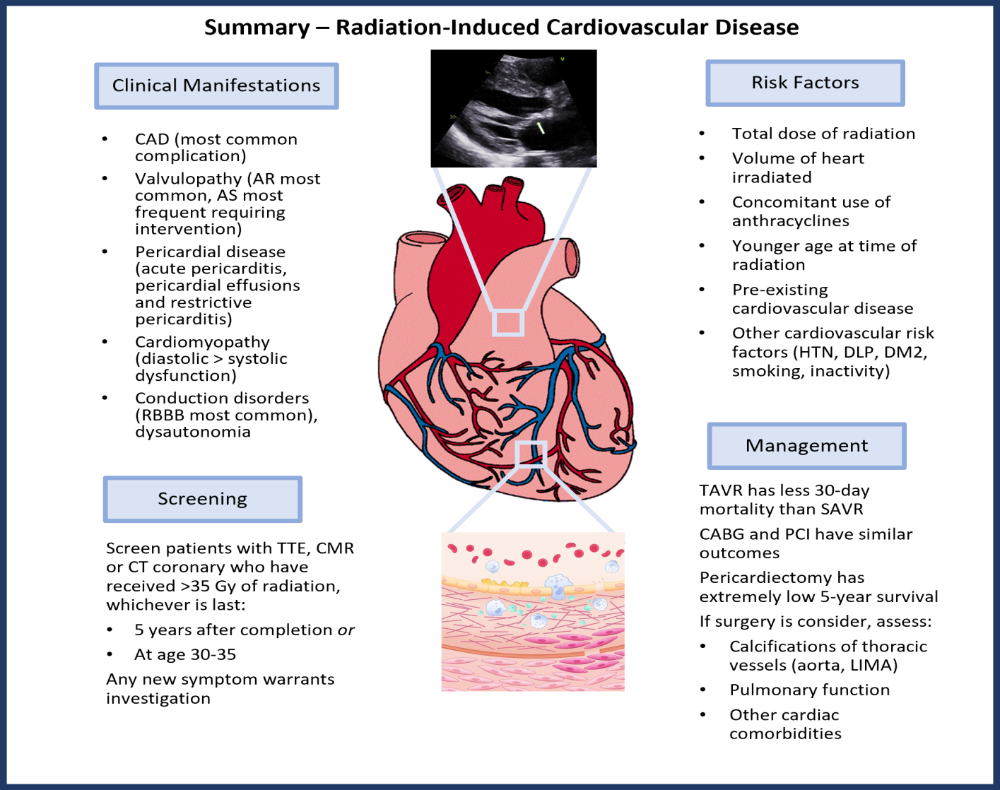 Summary – Radiation-Induced Cardiovascular Disease
Clinical Manifestations
• CAD (most common
complication)
• Valvulopathy (AR most
common, AS most
frequent requiring
intervention)
• Pericardial disease
(acute pericarditis,
pericardial effusions
and restrictive
pericarditis)
• Cardiomyopathy
(diastolic > systolic
dysfunction)
• Conduction disorders
(RBBB most common),
dysautonomia
Screening
Screen patients with TTE, CMR
or CT coronary who have
received >35 Gy of radiation,
whichever is last:
• 5 years after completion or
• At age 30-35
Any new symptom warrants
investigation
5
10
V
Risk Factors
• Total dose of radiation
• Volume of heart
irradiated
• Concomitant use of
anthracyclines
• Younger age at time of
radiation
• Pre-existing
cardiovascular disease
• Other cardiovascular risk
factors (HTN, DLP, DM2,
smoking, inactivity)
Management
TAVR has less 30-day
mortality than SAVR
CABG and PCI have similar
outcomes
Pericardiectomy has
extremely low 5-year survival
If surgery is consider, assess:
• Calcifications of thoracic
vessels (aorta, LIMA)
• Pulmonary function
• Other cardiac
comorbidities